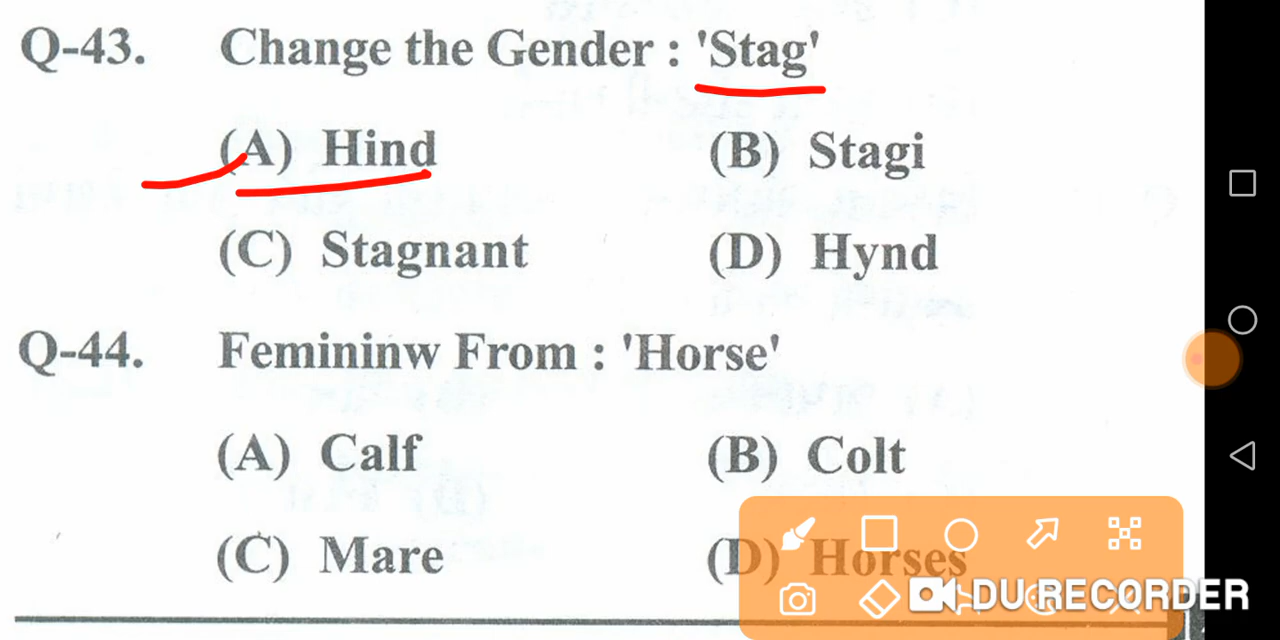 Q-43. Change the Gender : 'Stag'
(A) Hind (B) Stagi
(C) Stagnant (D) Hynd
Q-44. Femininw From : 'Horse'
(A) Calf (B) Colt
(C) Mare (D) Horses
DU RECORDER